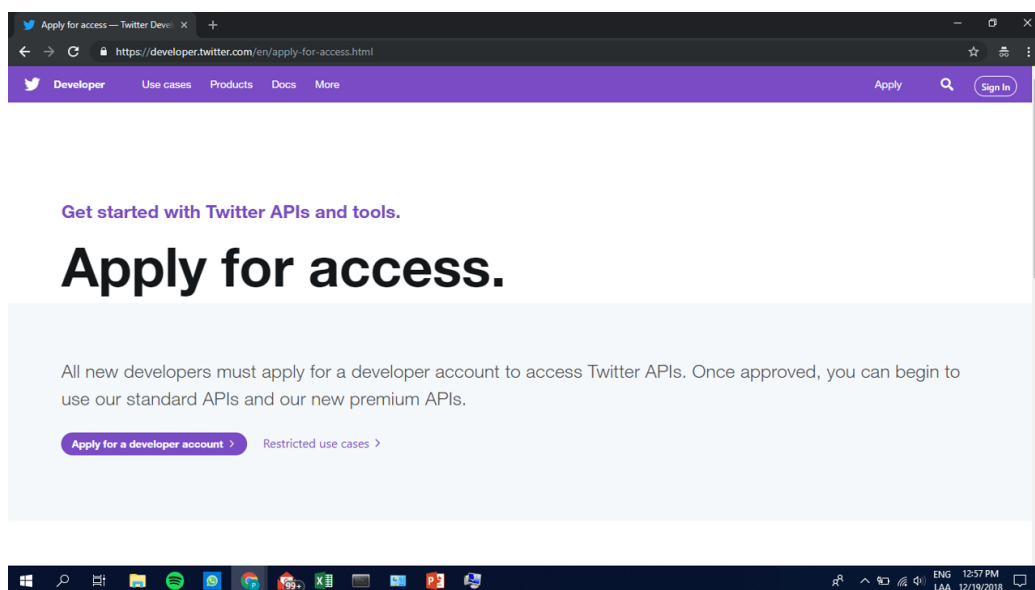 Apply for access — Twitter Devel
https://developer.twitter.com/en/apply-for-access.html
Developer Use cases Products Docs More Apply Sign In
Get started with Twitter APIs and tools.
Apply for access.
All new developers must apply for a developer account to access Twitter APIs. Once approved, you can begin to
use our standard APIs and our new premium APIs.
Apply for a developer account > Restricted use cases >
99+
ENG 12:57 PM
LAA 12/19/2018